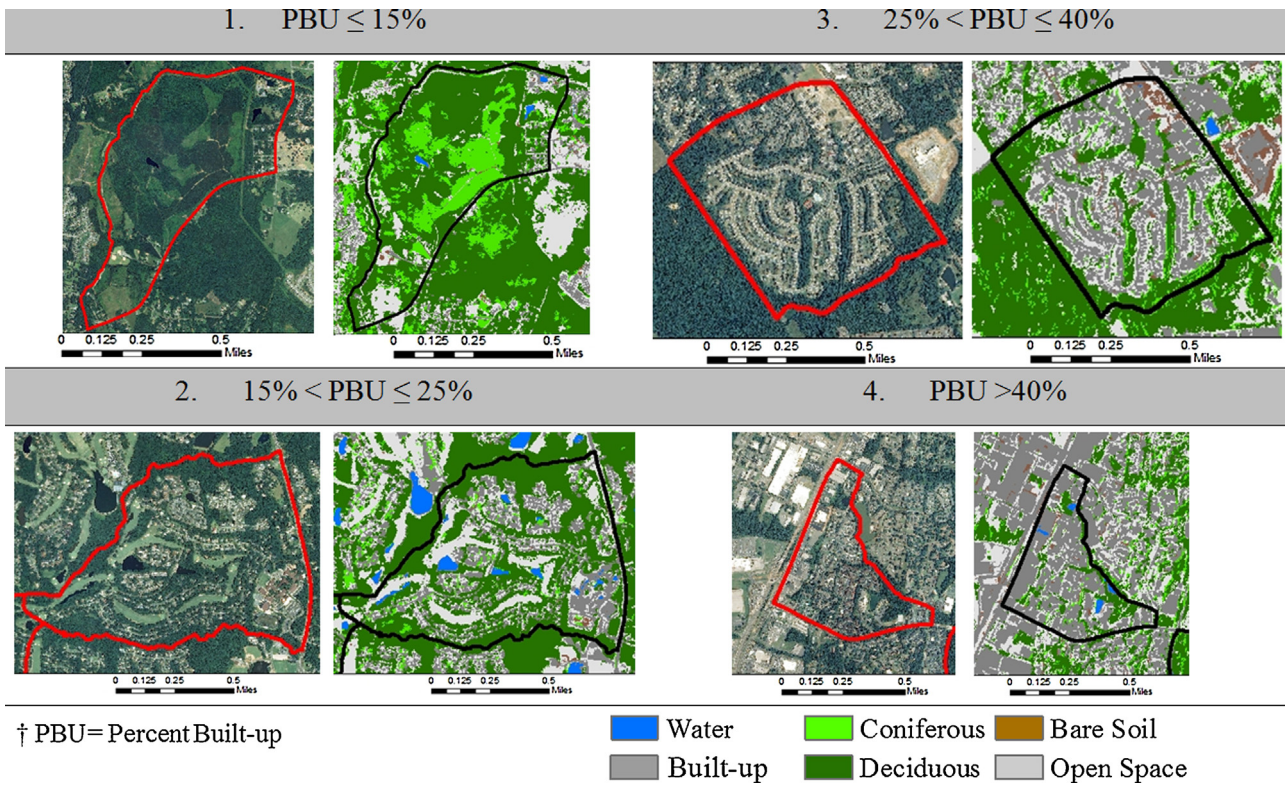 1. PBU ≤ 15%
3. 25% < PBU ≤ 40%
0 0.125 0.25 0.5
Miles
0 0.125 0.25 0.5
Miles
0 0.125 0.25 0.5
Miles
0 0.125 0.25 0.5
Miles
2. 15% < PBU ≤ 25%
4. PBU >40%
0 0.125 0.25 0.5
Miles
0 0.125 0.25 0.5
Miles
0 0.125 0.25 0.5
Miles
0 0.125 0.25 0.5
Miles
† PBU= Percent Built-up
Water
Coniferous
Bare Soil
Built-up
Deciduous
Open Space